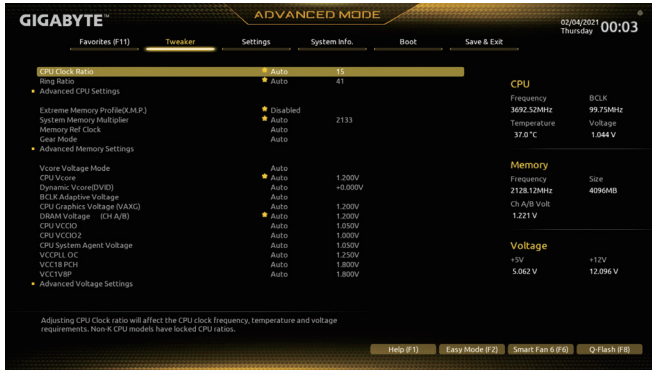 GIGABYTE™
ADVANCED MODE
02/04/2021
Thursday 00:03
Favorites (F11) Tweaker Settings System Info. Boot Save & Exit
CPU Clock Ratio Auto 15
Ring Ratio Auto 41
Advanced CPU Settings
Extreme Memory Profile(X.M.P.) Disabled
System Memory Multiplier Auto 2133
Memory Ref Clock Auto
Gear Mode Auto
Advanced Memory Settings
Vcore Voltage Mode Auto
CPU Vcore Auto 1.200V
Dynamic Vcore(DVID) Auto +0.000V
BCLK Adaptive Voltage Auto
CPU Graphics Voltage (VAXG) Auto 1.200V
DRAM Voltage (CH A/B) Auto 1.200V
CPU VCCIO Auto 1.050V
CPU VCCIO2 Auto 1.000V
CPU System Agent Voltage Auto 1.050V
VCCPLL OC Auto 1.250V
VCC18 PCH Auto 1.800V
VCC1V8P Auto 1.800V
Advanced Voltage Settings
CPU
Frequency BCLK
3692.52MHz 99.75MHz
Temperature Voltage
37.0 °C 1.044 V
Memory
Frequency Size
2128.12MHz 4096MB
Ch A/B Volt
1.221 V
Voltage
+5V +12V
5.062 V 12.096 V
Adjusting CPU Clock ratio will affect the CPU clock frequency, temperature and voltage
requirements. Non-K CPU models have locked CPU ratios.
Help (F1) Easy Mode (F2) Smart Fan 6 (F6) Q-Flash (F8)